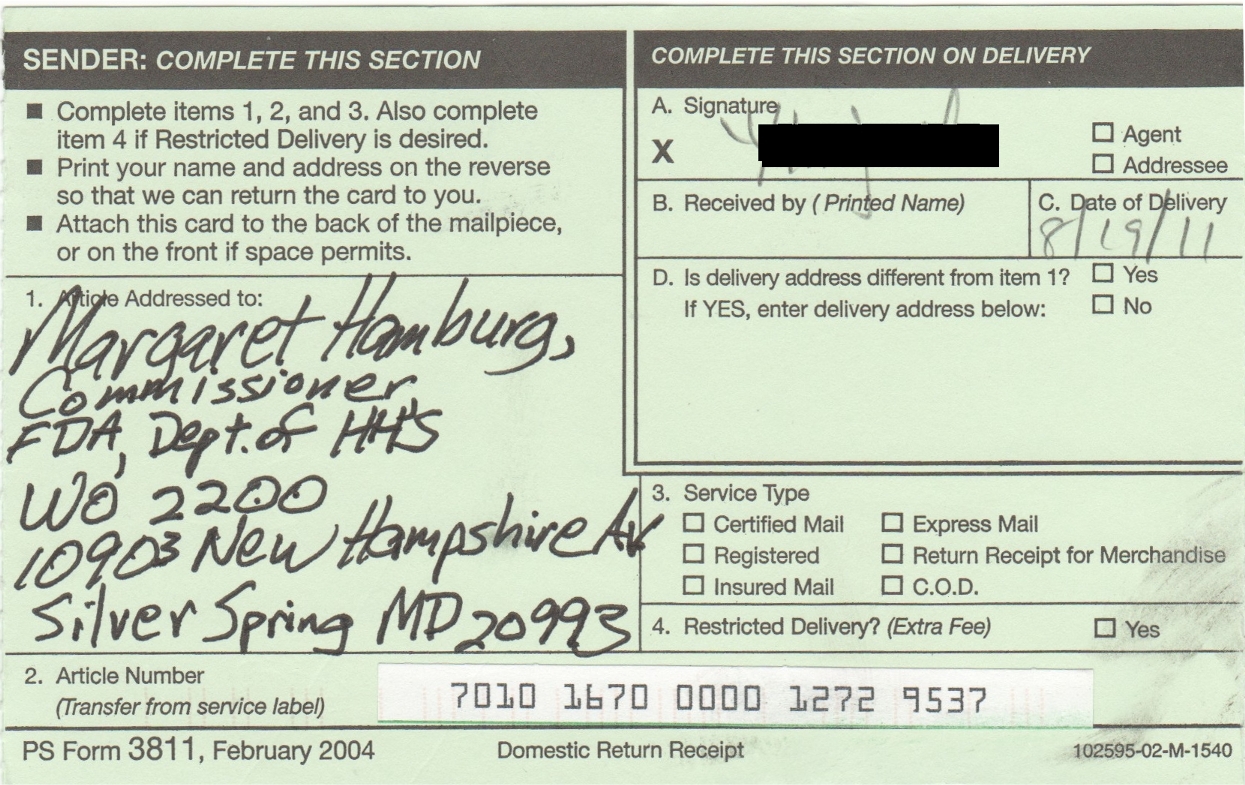 SENDER: COMPLETE THIS SECTION
■ Complete items 1, 2, and 3. Also complete
item 4 if Restricted Delivery is desired.
■ Print your name and address on the reverse
so that we can return the card to you.
■ Attach this card to the back of the mailpiece,
or on the front if space permits.
1. Article Addressed to:
Margaret Hamburg,
Commissioner
FDA, Dept. of HHS
WO 2200
10903 New Hampshire Av
Silver Spring MD 20993
COMPLETE THIS SECTION ON DELIVERY
A. Signature
X
☐ Agent
☐ Addressee
B. Received by (Printed Name)
C. Date of Delivery
8/19/11
D. Is delivery address different from item 1? ☐ Yes
If YES, enter delivery address below: ☐ No
3. Service Type
☐ Certified Mail ☐ Express Mail
☐ Registered ☐ Return Receipt for Merchandise
☐ Insured Mail ☐ C.O.D.
4. Restricted Delivery? (Extra Fee) ☐ Yes
2. Article Number
(Transfer from service label)
7010 1670 0000 1272 9537
PS Form 3811, February 2004 Domestic Return Receipt 102595-02-M-1540